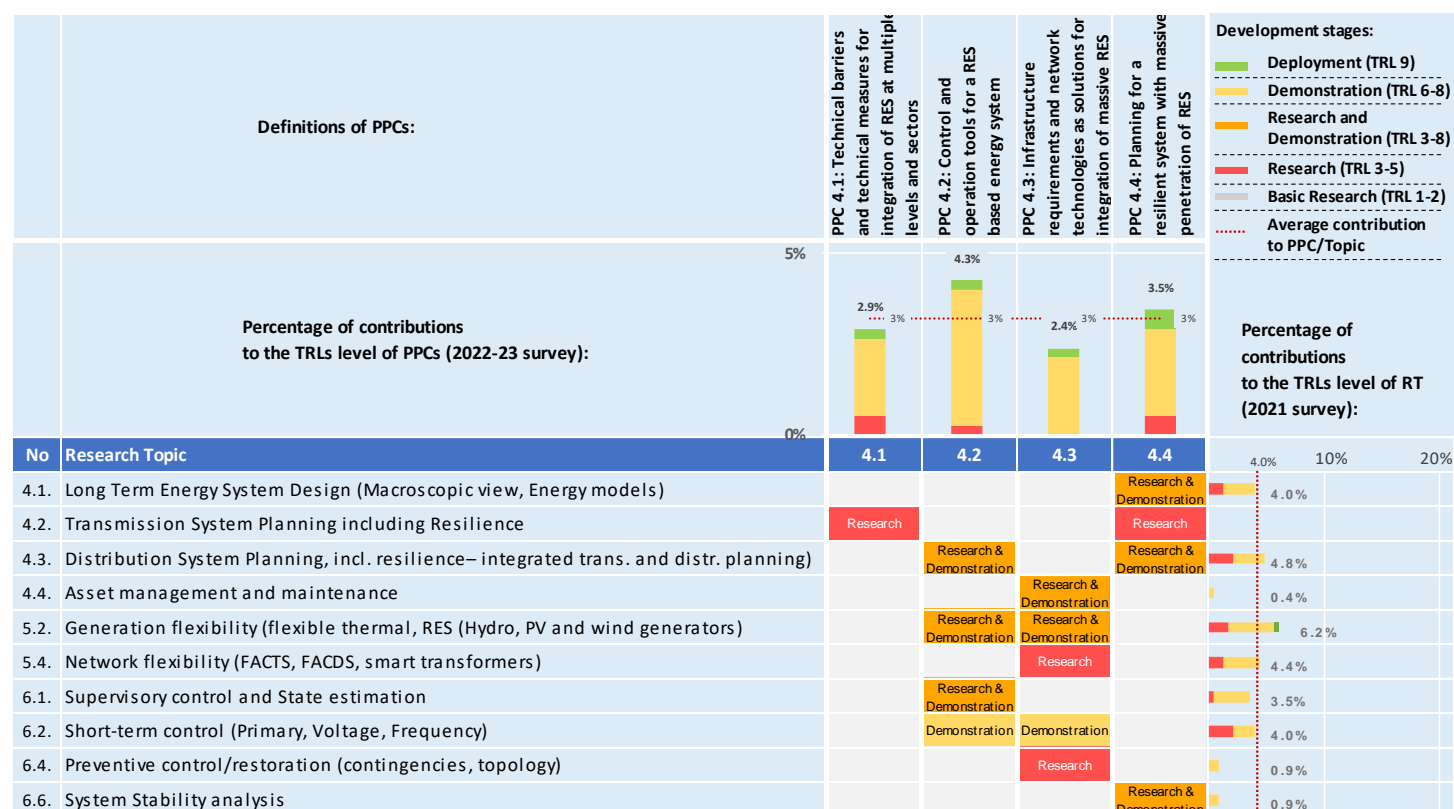 Definitions of PPCs:
PPC 4.1: Technical barriers
and technical measures for
integration of RES at multiple
levels and sectors
PPC 4.2: Control and
operation tools for a RES
based energy system
PPC 4.3: Infrastructure
requirements and network
technologies as solutions for
integration of massive RES
PPC 4.4: Planning for a
resilient system with massive
penetration of RES
Development stages:
Deployment (TRL 9)
Demonstration (TRL 6-8)
Research and
Demonstration (TRL 3-8)
Research (TRL 3-5)
Basic Research (TRL 1-2)
Average contribution
to PPC/Topic
Percentage of contributions
to the TRLs level of PPCs (2022-23 survey):
5%
0%
2.9%
4.3%
2.4%
3.5%
3%
3%
3%
3%
Percentage of
contributions
to the TRLs level of RT
(2021 survey):
No Research Topic 4.1 4.2 4.3 4.4 4.0% 10% 20%
4.1. Long Term Energy System Design (Macroscopic view, Energy models)
Research &
Demonstration
4.0%
4.2. Transmission System Planning including Resilience
Research
Research
4.3. Distribution System Planning, incl. resilience– integrated trans. and distr. planning)
Research &
Demonstration
Research &
Demonstration
4.8%
4.4. Asset management and maintenance
Research &
Demonstration
0.4%
5.2. Generation flexibility (flexible thermal, RES (Hydro, PV and wind generators)
Research &
Demonstration
Research &
Demonstration
6.2%
5.4. Network flexibility (FACTS, FACDS, smart transformers)
Research
4.4%
6.1. Supervisory control and State estimation
Research &
Demonstration
3.5%
6.2. Short-term control (Primary, Voltage, Frequency)
Demonstration
Demonstration
4.0%
6.4. Preventive control/restoration (contingencies, topology)
Research
0.9%
6.6. System Stability analysis
Research &
Demonstration
0.9%